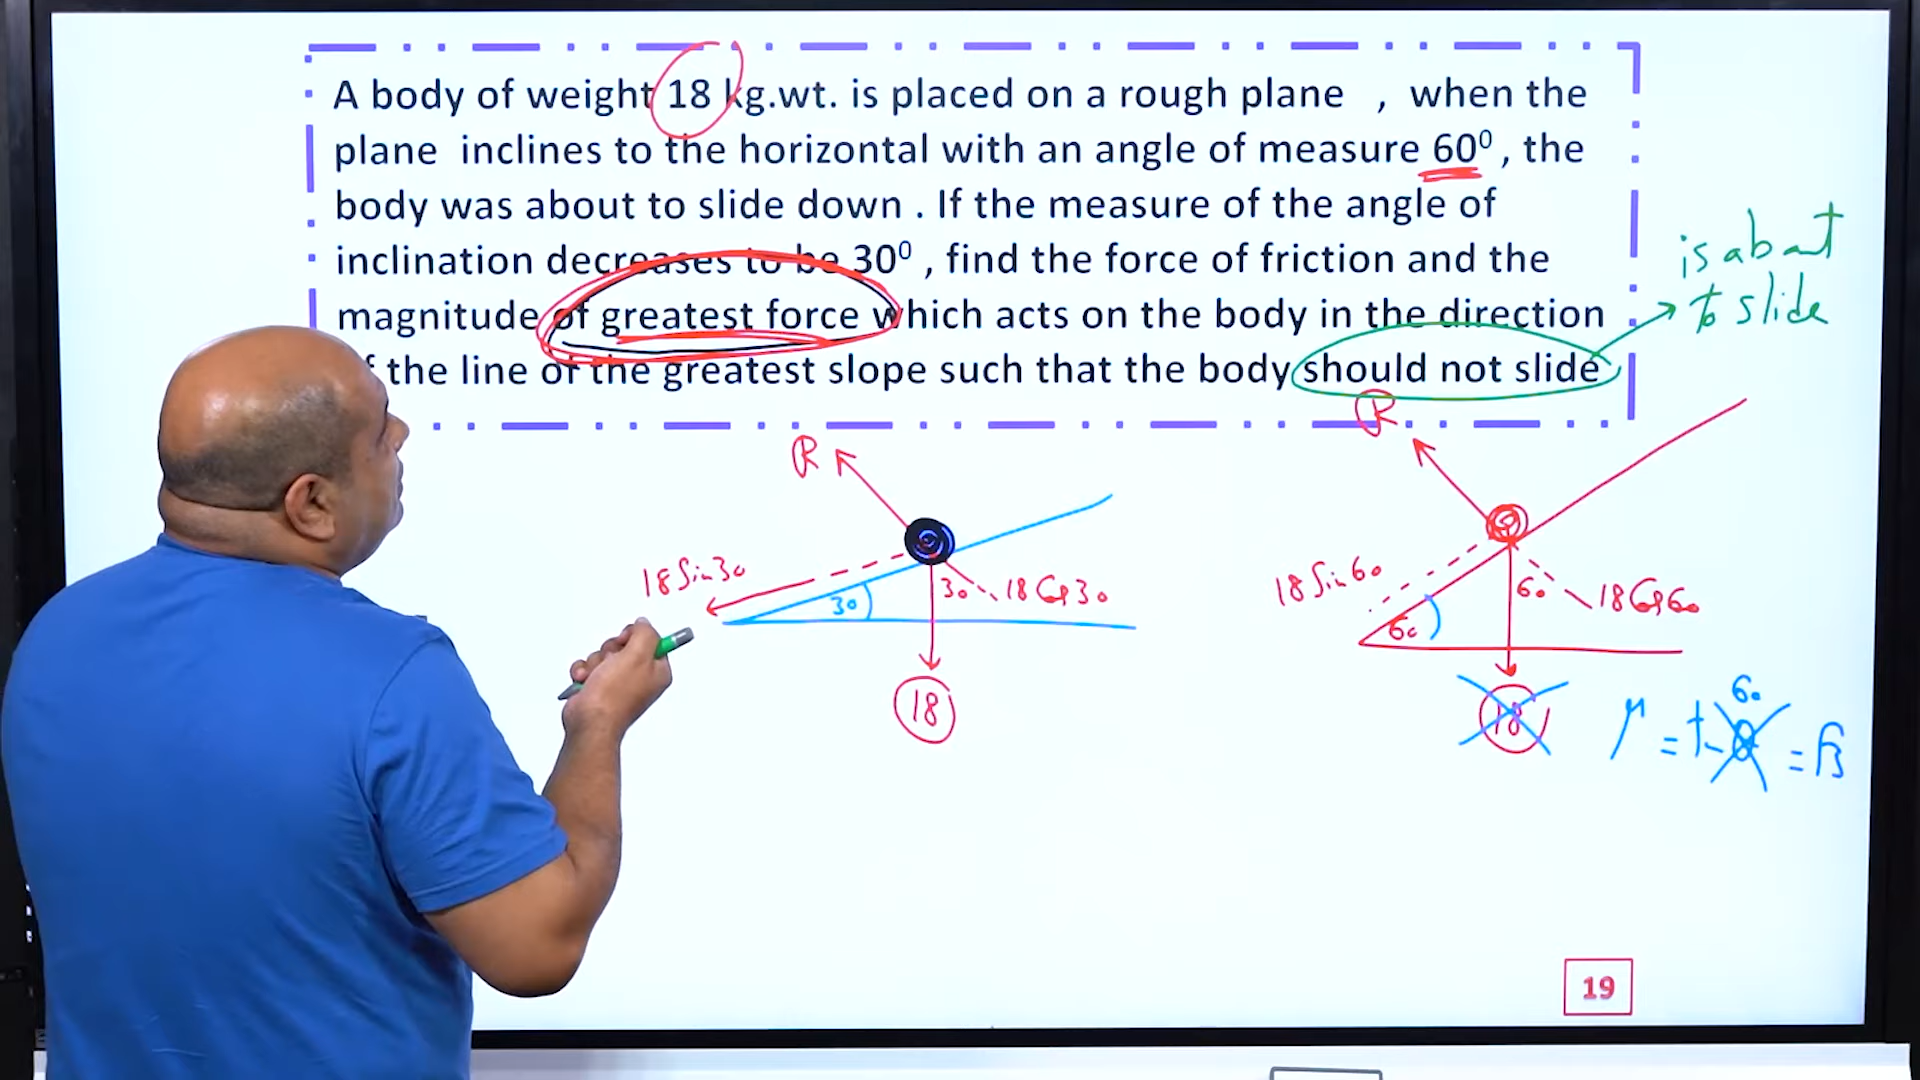 A body of weight 18 kg.wt. is placed on a rough plane , when the
plane inclines to the horizontal with an angle of measure 60⁰ , the
body was about to slide down . If the measure of the angle of
inclination decreases to be 30⁰ , find the force of friction and the
magnitude of greatest force which acts on the body in the direction
the line of the greatest slope such that the body should not slide
is about
to slide
R
18 Sin 30
30
30
18 Cos 30
18
R
18 Sin 60
60
60
18 Cos 60
18
60
μ = tan = √3
19